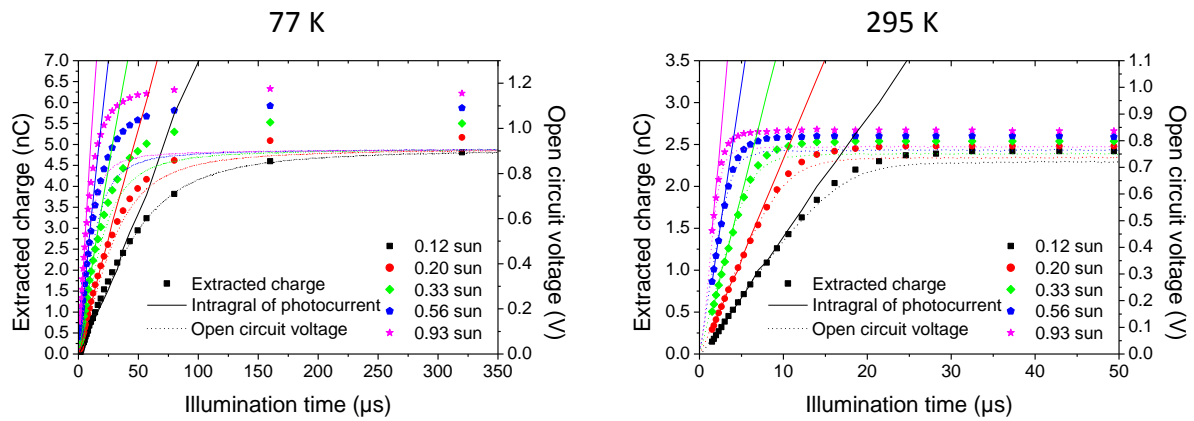 77 K
7.0
6.5
6.0
5.5
5.0
4.5
4.0
3.5
3.0
2.5
2.0
1.5
1.0
0.5
0.0
Extracted charge (nC)
0 50 100 150 200 250 300 350
Illumination time (µs)
1.2
1.0
0.8
0.6
0.4
0.2
0.0
Open circuit voltage (V)
Extracted charge
Intragral of photocurrent
Open circuit voltage
0.12 sun
0.20 sun
0.33 sun
0.56 sun
0.93 sun
295 K
3.5
3.0
2.5
2.0
1.5
1.0
0.5
0.0
Extracted charge (nC)
0 10 20 30 40 50
Illumination time (µs)
1.1
1.0
0.9
0.8
0.7
0.6
0.5
0.4
0.3
0.2
0.1
0.0
Open circuit voltage (V)
Extracted charge
Intragral of photocurrent
Open circuit voltage
0.12 sun
0.20 sun
0.33 sun
0.56 sun
0.93 sun